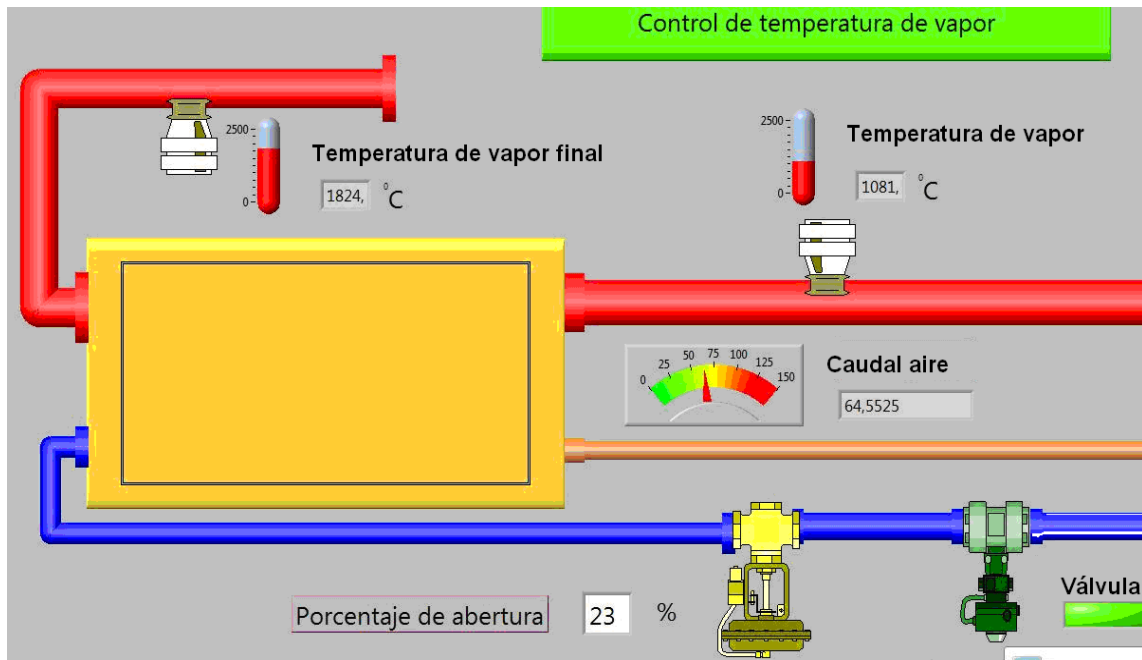 Control de temperatura de vapor
2500
0
Temperatura de vapor final
1824, °C
2500
0
Temperatura de vapor
1081, °C
0 25 50 75 100 125 150
Caudal aire
64,5525
Porcentaje de abertura 23 %
Válvula